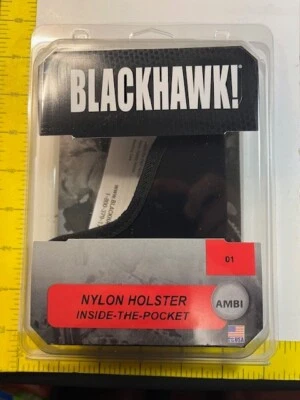 BLACKHAWK!
01
NYLON HOLSTER
INSIDE-THE-POCKET
AMBI